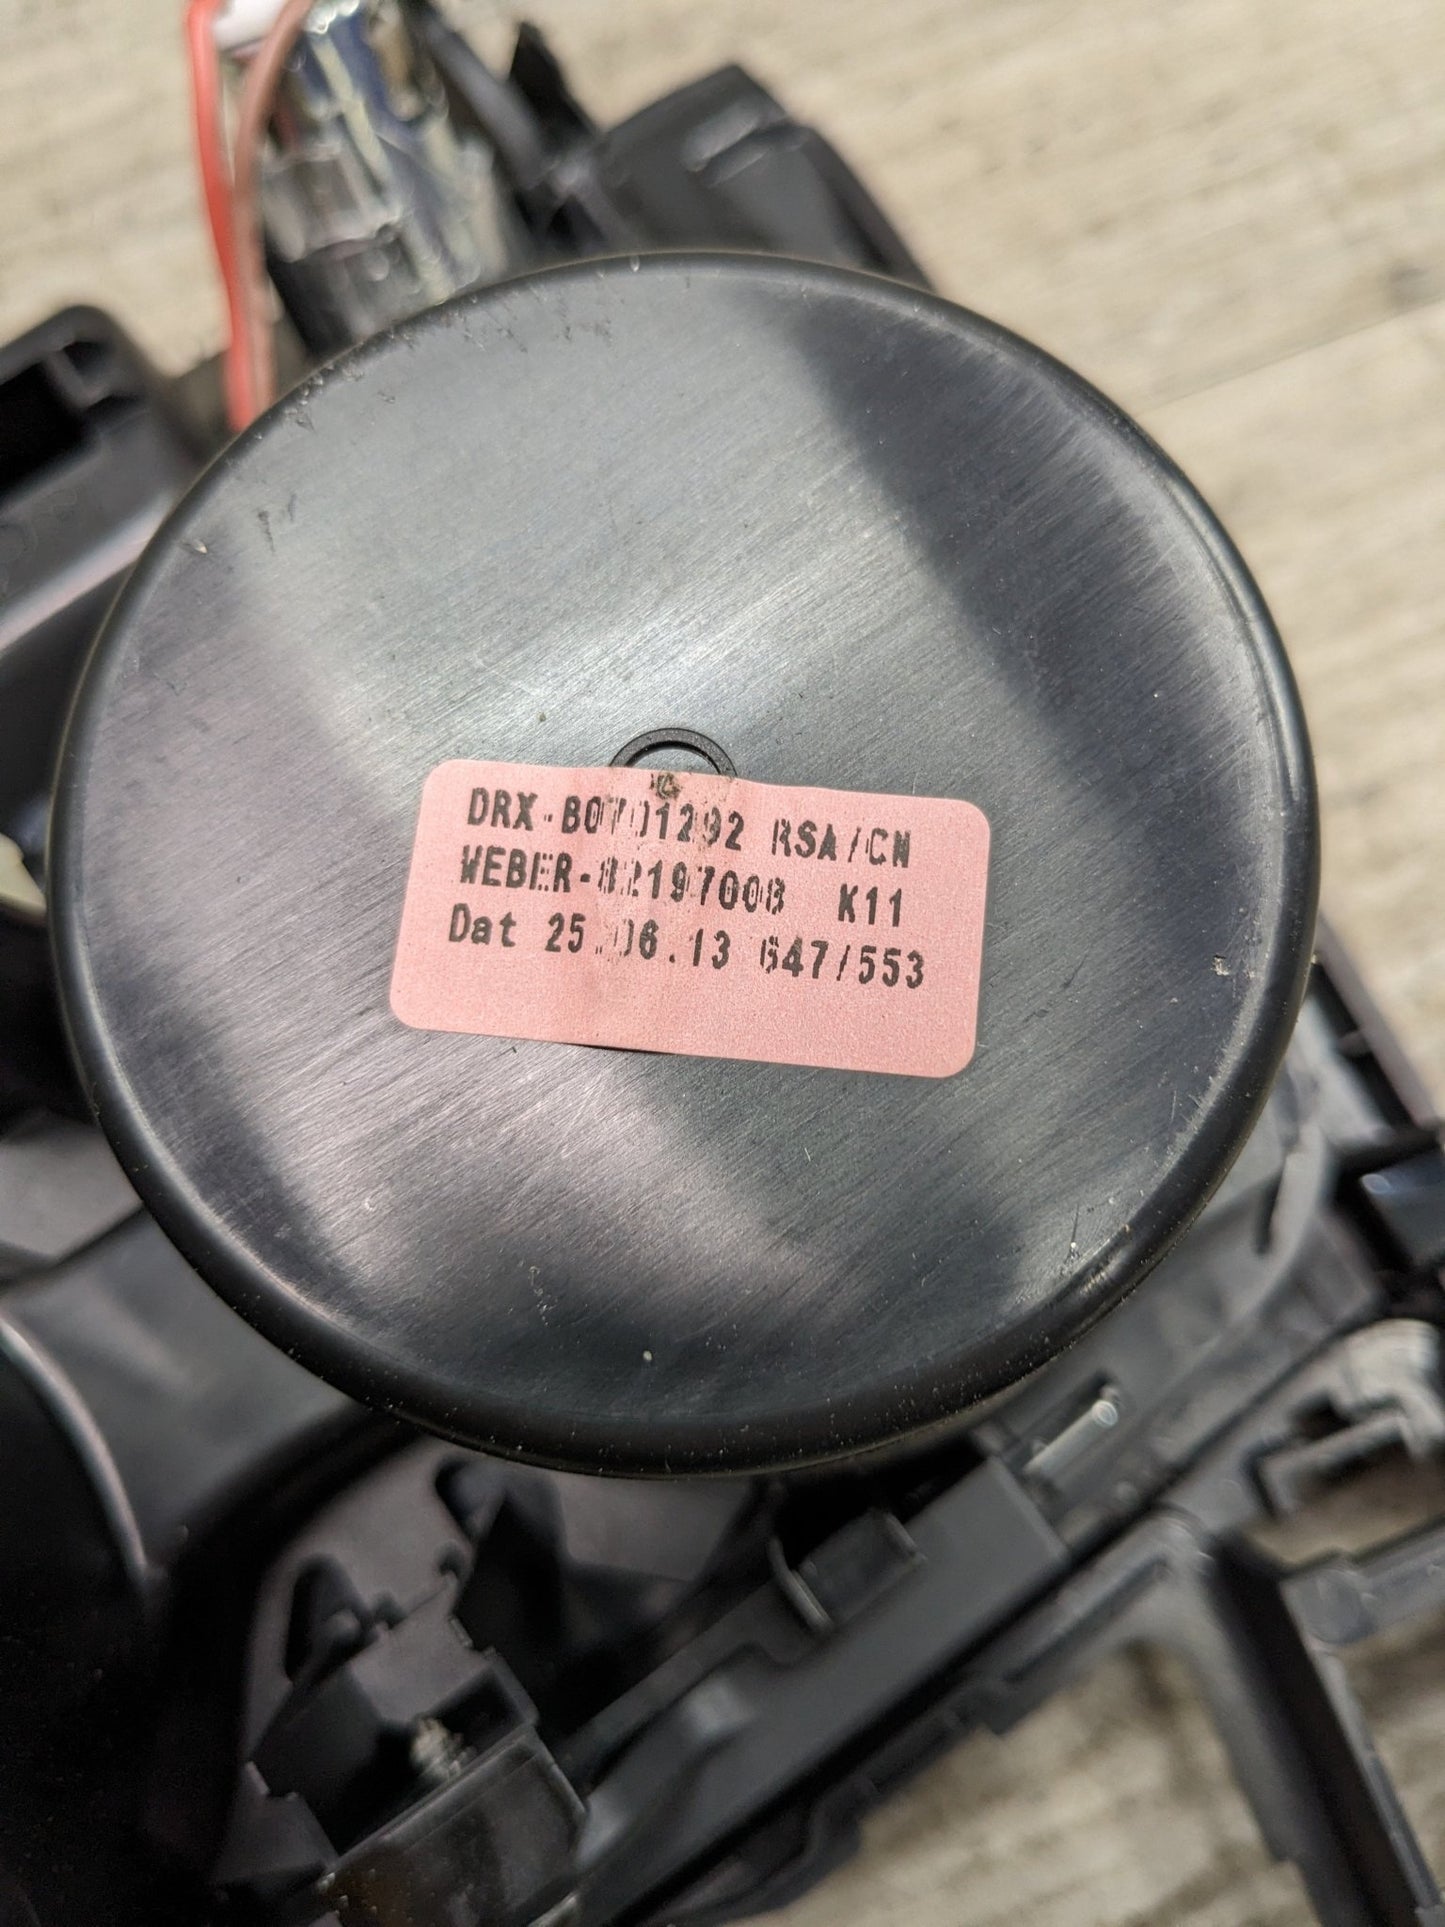 DRX-B0701292 RSA/CN
WEBER-82197008 K11
Dat 25.06.13 647/553